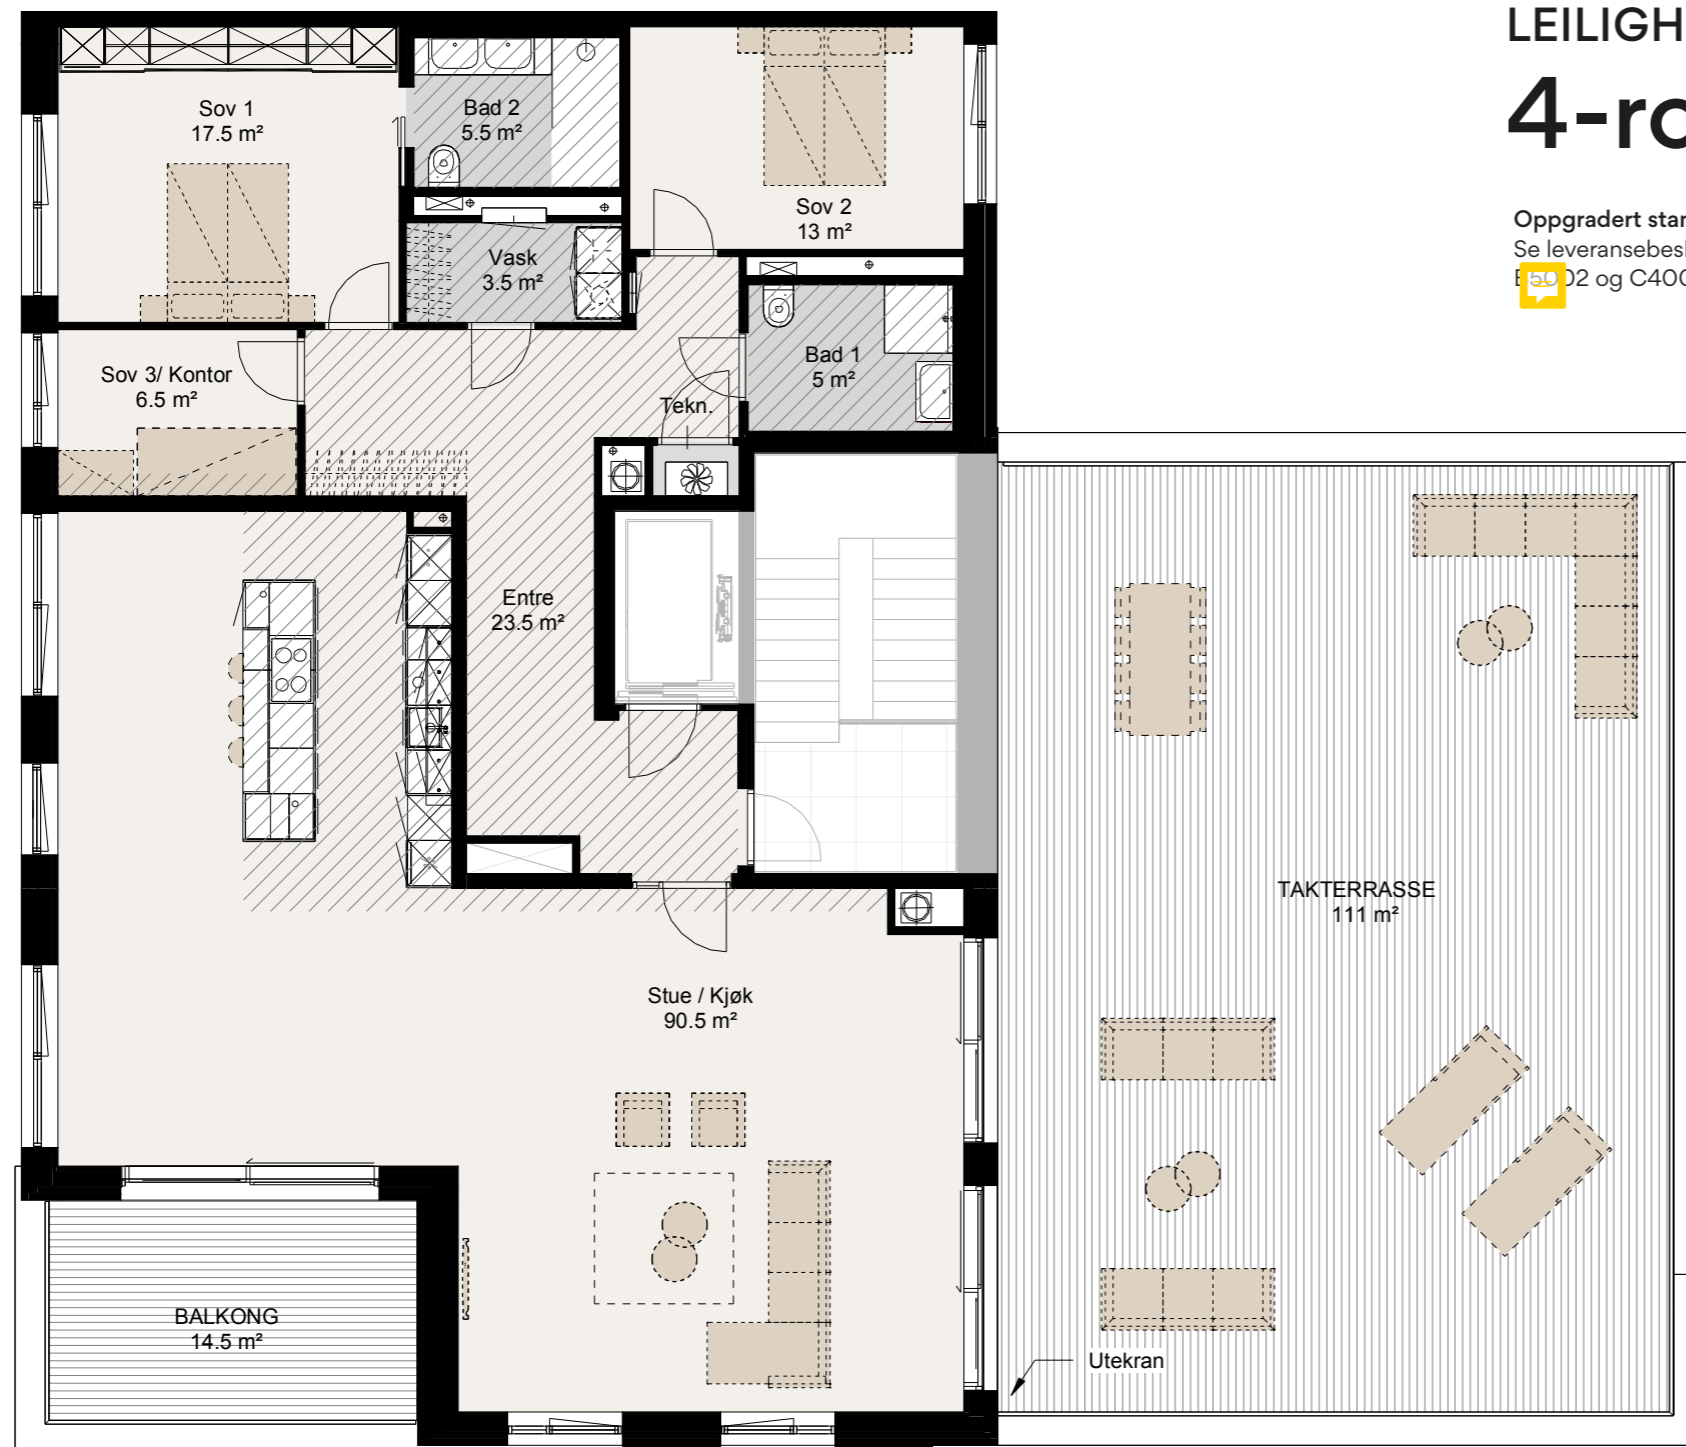 LEILIGH
4-ro
Oppgradert star
Se leveransebesk
E5002 og C400
Sov 1
17.5 m²
Bad 2
5.5 m²
Sov 2
13 m²
Vask
3.5 m²
Bad 1
5 m²
Sov 3/ Kontor
6.5 m²
Tekn.
Entre
23.5 m²
TAKTERRASSE
111 m²
Stue / Kjøk
90.5 m²
BALKONG
14.5 m²
Utekran